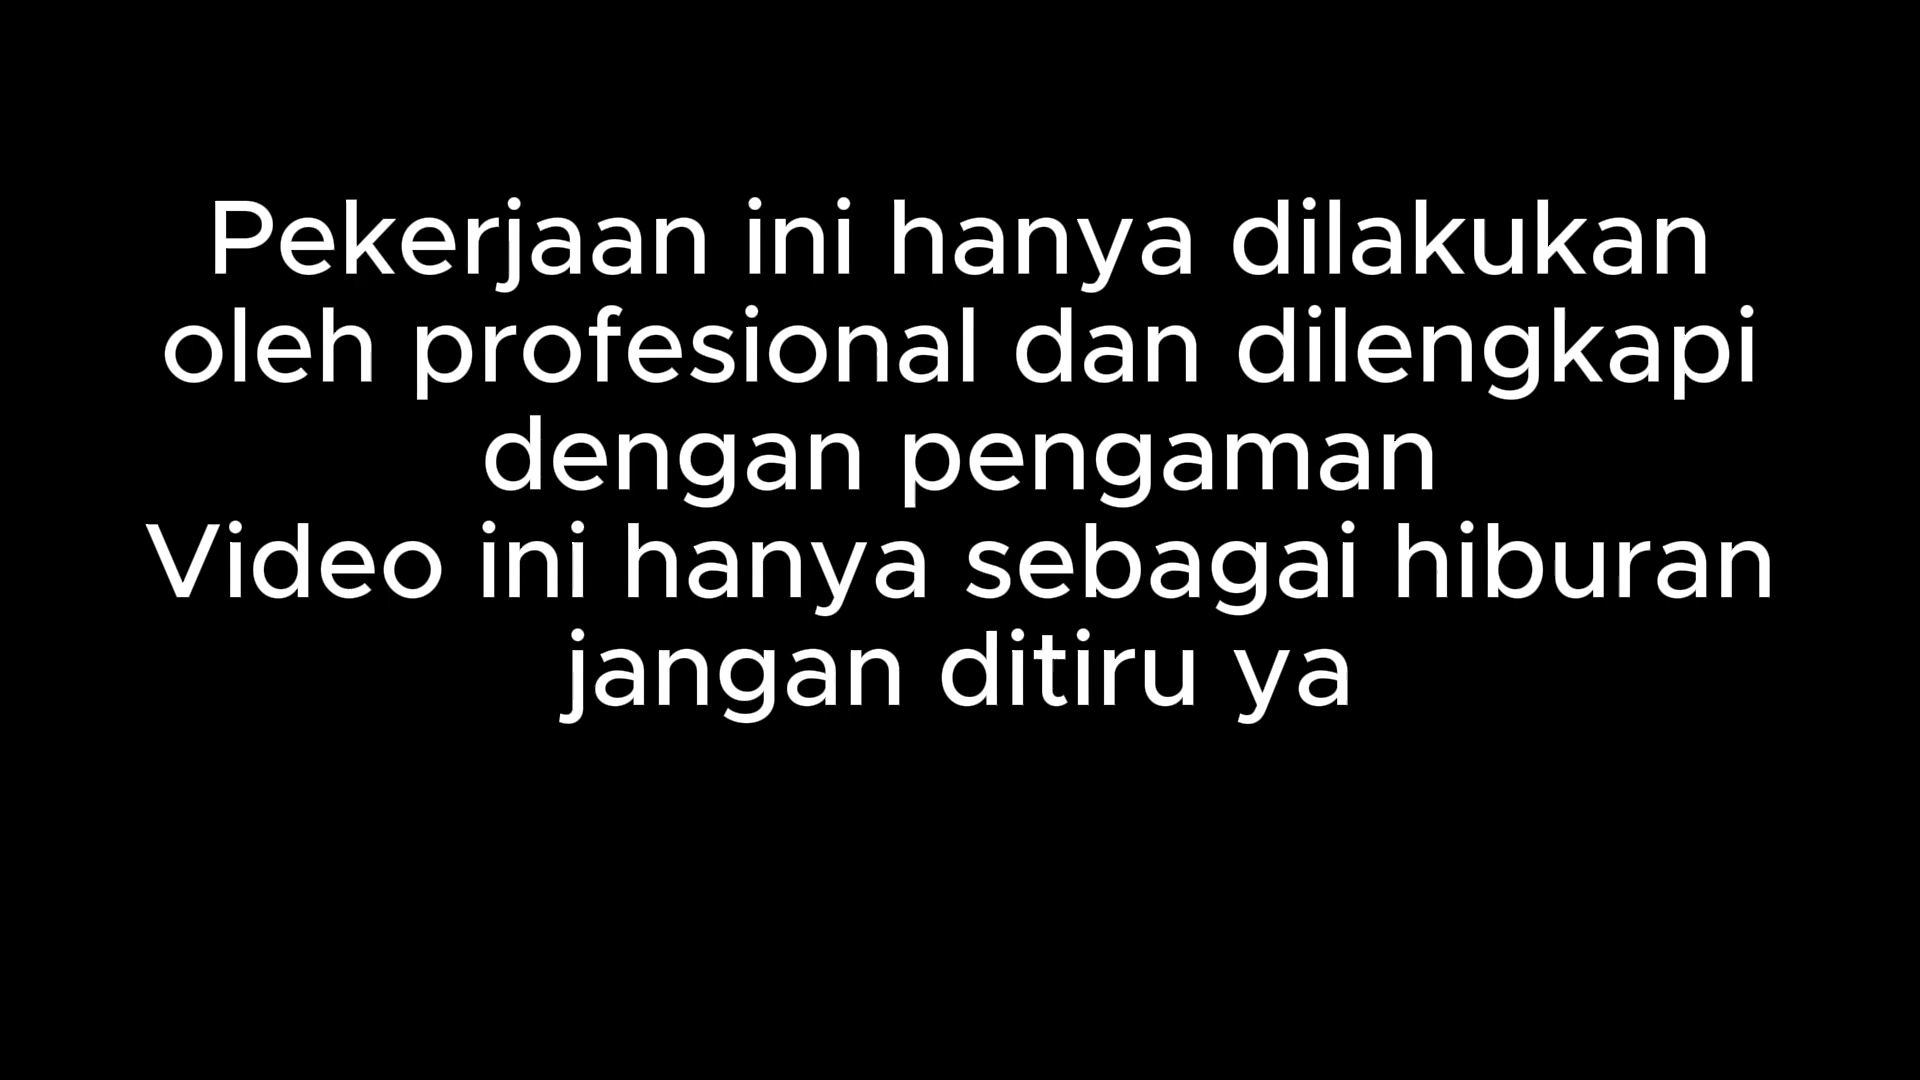 Pekerjaan ini hanya dilakukan
oleh profesional dan dilengkapi
dengan pengaman
Video ini hanya sebagai hiburan
jangan ditiru ya